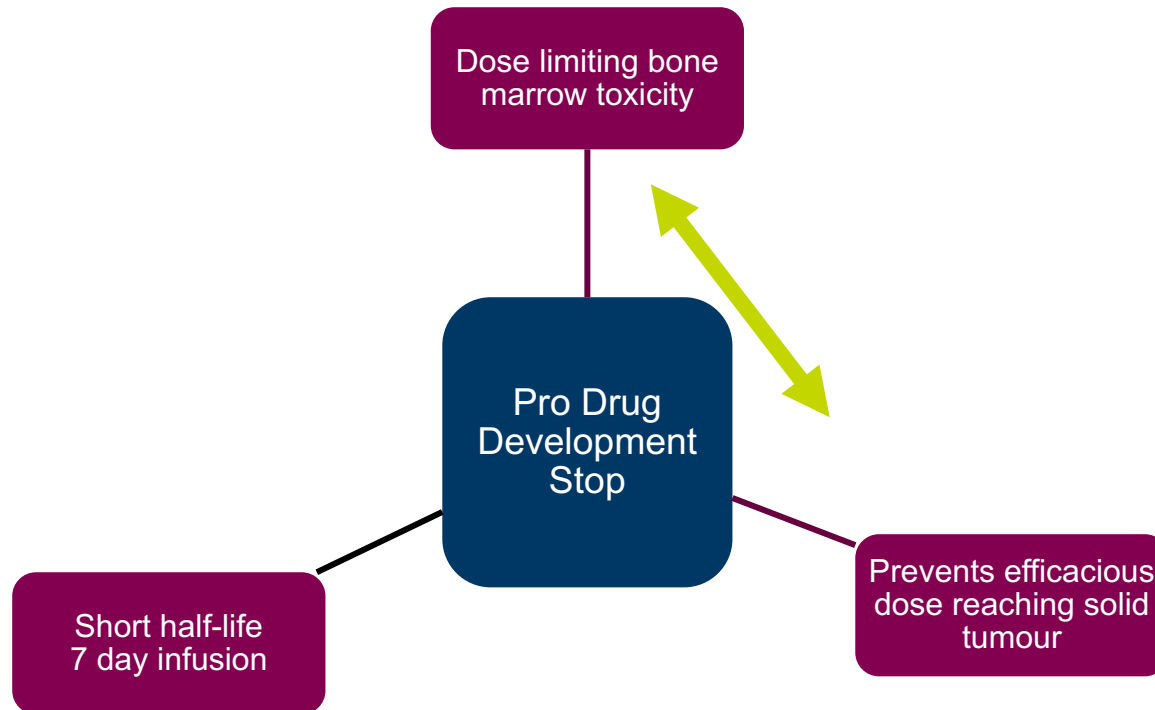 Dose limiting bone
marrow toxicity
Pro Drug
Development
Stop
Short half-life
7 day infusion
Prevents efficacious
dose reaching solid
tumour